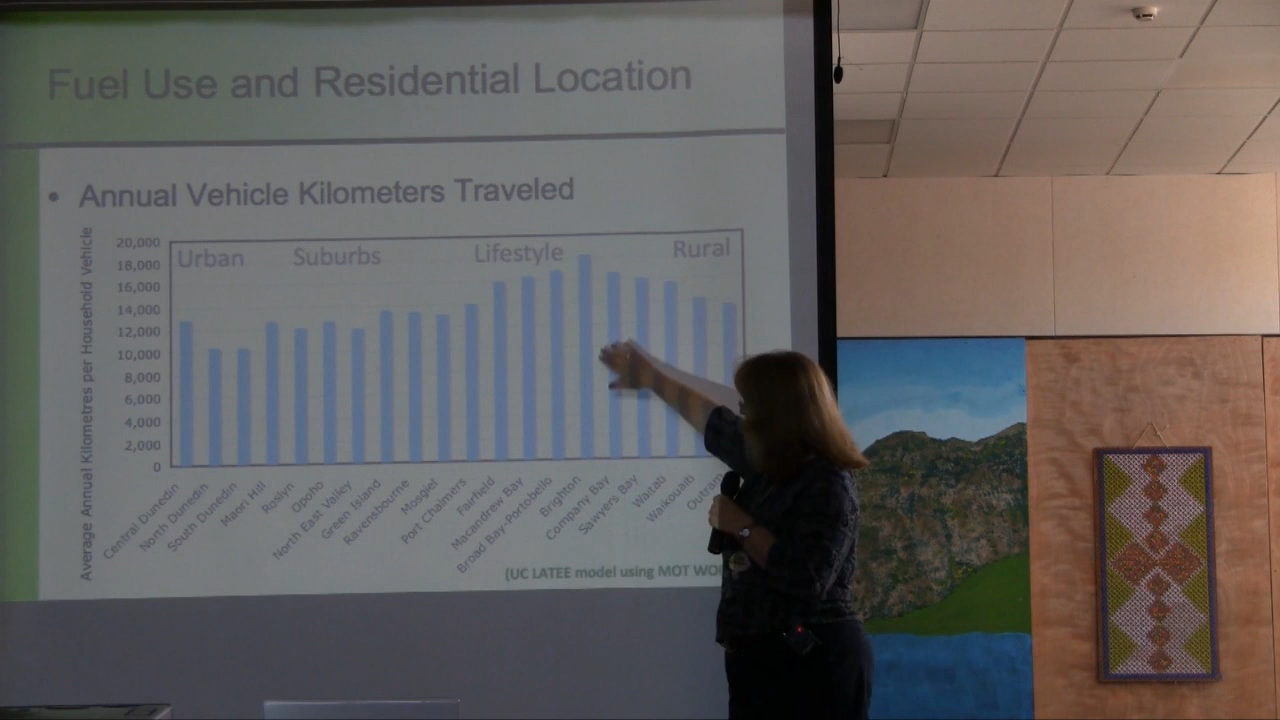 Fuel Use and Residential Location
• Annual Vehicle Kilometers Traveled
Average Annual Kilometres per Household Vehicle
20,000
18,000
16,000
14,000
12,000
10,000
8,000
6,000
4,000
2,000
0
Urban Suburbs Lifestyle Rural
Central Dunedin
North Dunedin
South Dunedin
Maori Hill
Roslyn
Opoho
North East Valley
Green Island
Ravensbourne
Mosgiel
Port Chalmers
Fairfield
Macandrew Bay
Broad Bay-Portobello
Brighton
Company Bay
Sawyers Bay
Waitati
Waikouaiti
(UC LATEE model using MOT